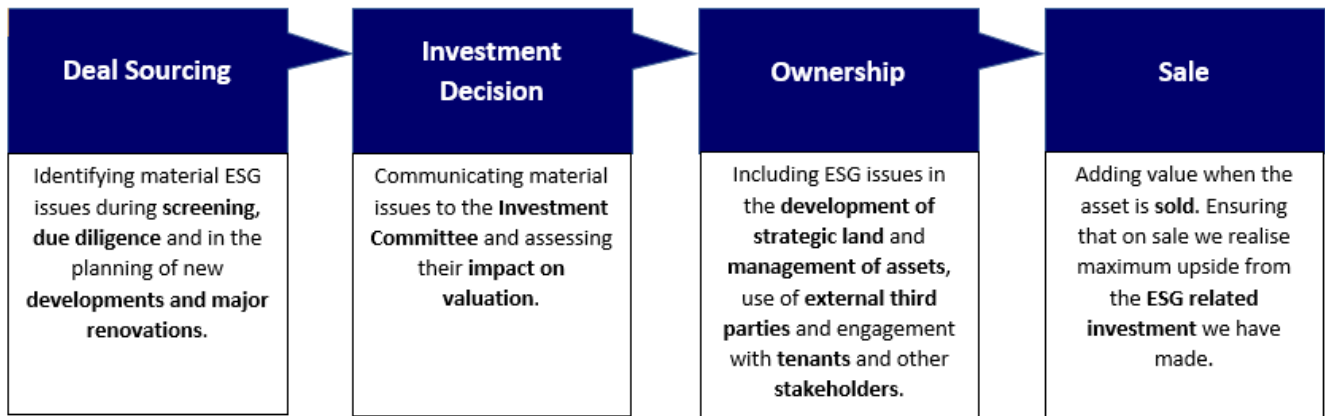 Deal Sourcing
Identifying material ESG
issues during screening,
due diligence and in the
planning of new
developments and major
renovations.
Investment
Decision
Communicating material
issues to the Investment
Committee and assessing
their impact on
valuation.
Ownership
Including ESG issues in
the development of
strategic land and
management of assets,
use of external third
parties and engagement
with tenants and other
stakeholders.
Sale
Adding value when the
asset is sold. Ensuring
that on sale we realise
maximum upside from
the ESG related
investment we have
made.